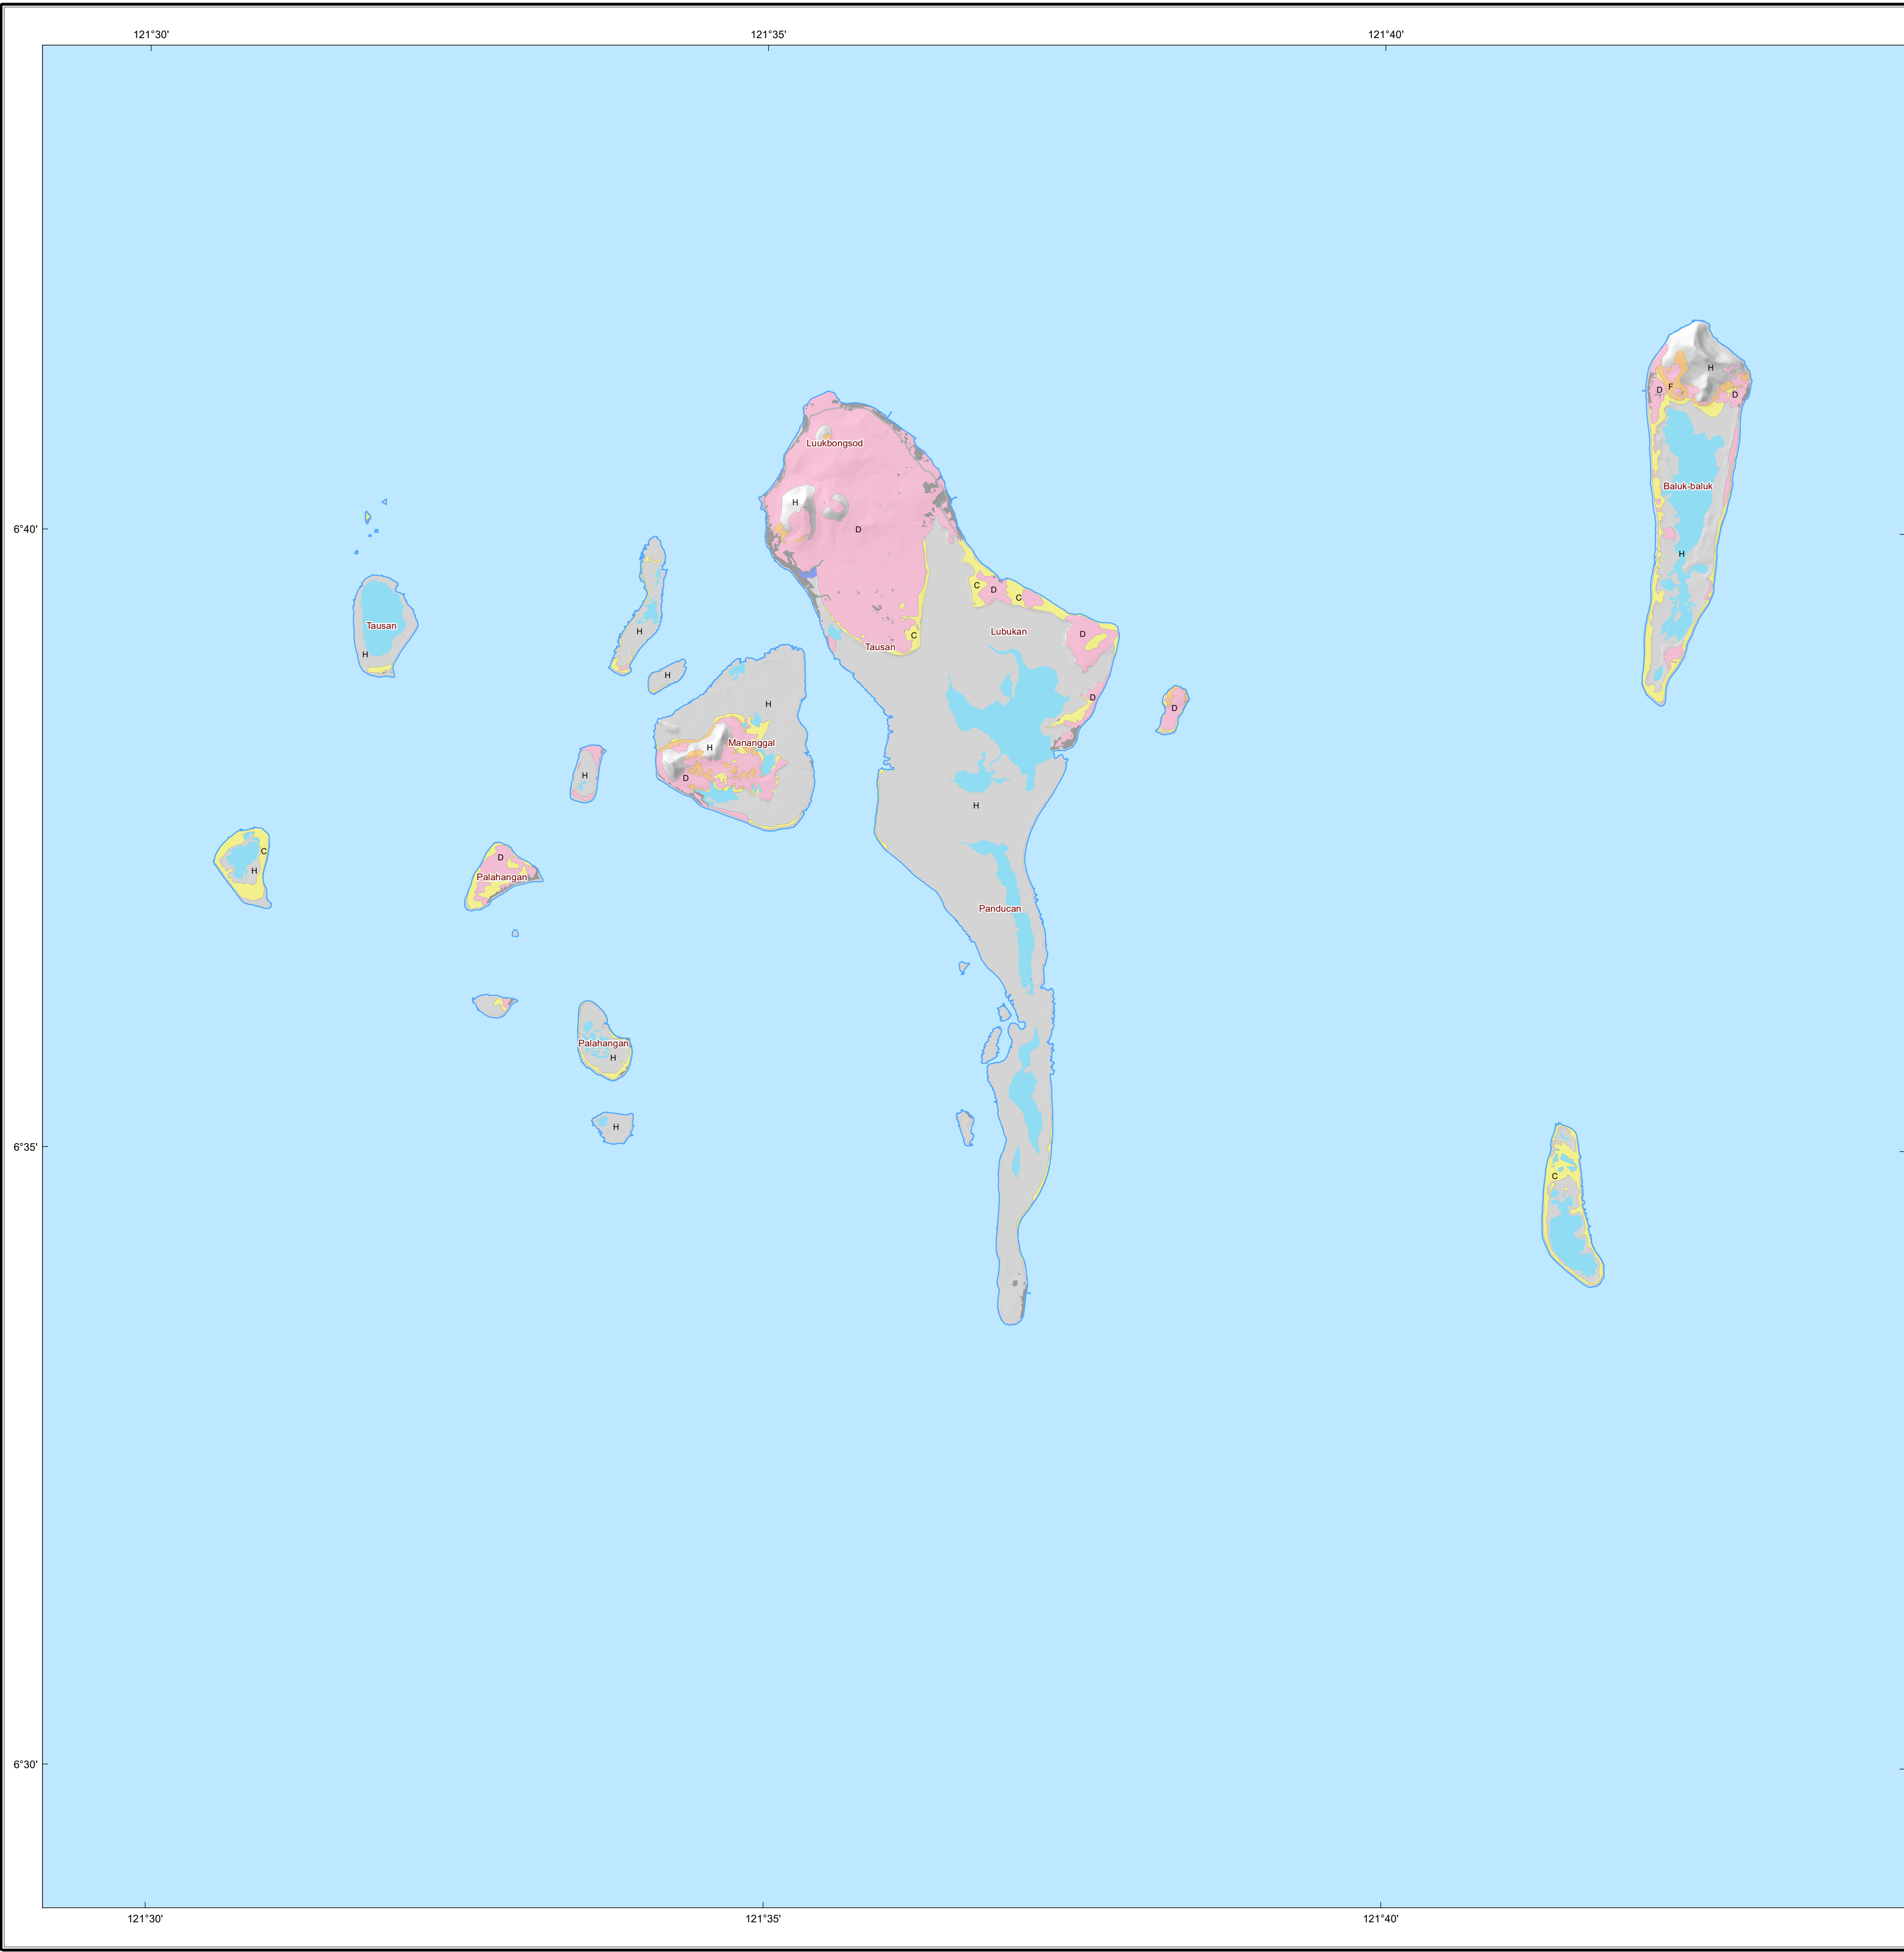 121°30' 121°35' 121°40'
H
D F D
Luukbongsod
Baluk-baluk
H
6°40' D
H
C D C
Tausan H Lubukan D
C
H Tausan
H
D
H D
Mananggal
H
H D
H
C
D
H
Palahangan
Panducan
Palahangan
H
H
6°35'
C
6°30'
121°30' 121°35' 121°40'